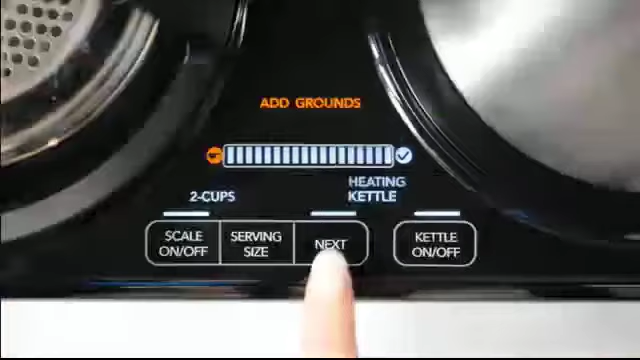 ADD GROUNDS
2-CUPS
HEATING
KETTLE
SCALE
ON/OFF
SERVING
SIZE
NEXT
KETTLE
ON/OFF